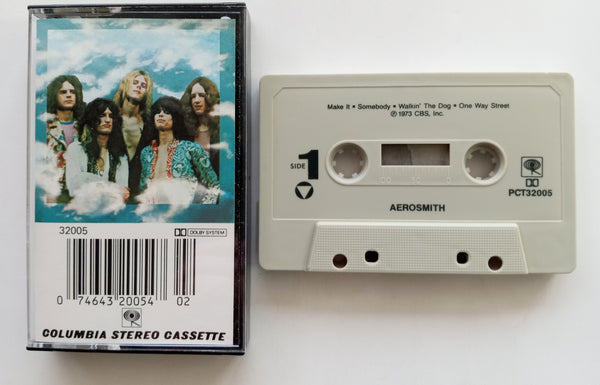 32005
DOLBY SYSTEM
0 74643 20054 02
COLUMBIA STEREO CASSETTE
Make It • Somebody • Walkin' The Dog • One Way Street
℗ 1973 CBS, Inc.
SIDE 1
PCT32005
AEROSMITH